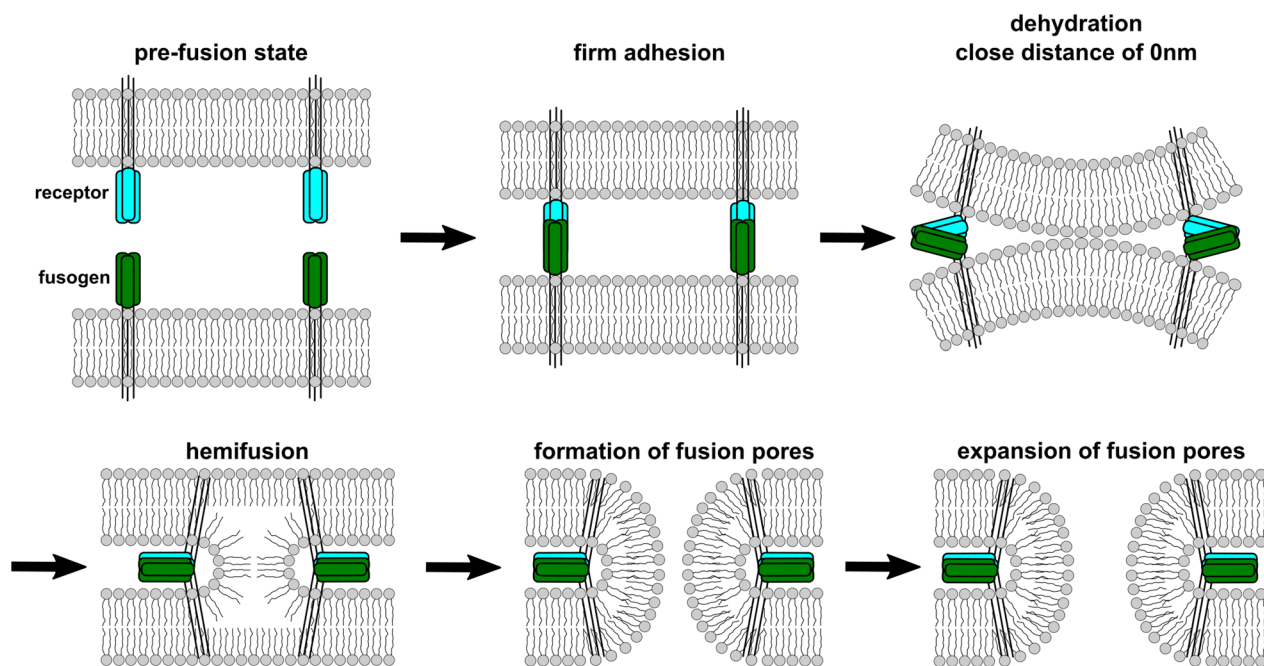 pre-fusion state
firm adhesion
dehydration
close distance of 0nm
receptor
fusogen
hemifusion
formation of fusion pores
expansion of fusion pores